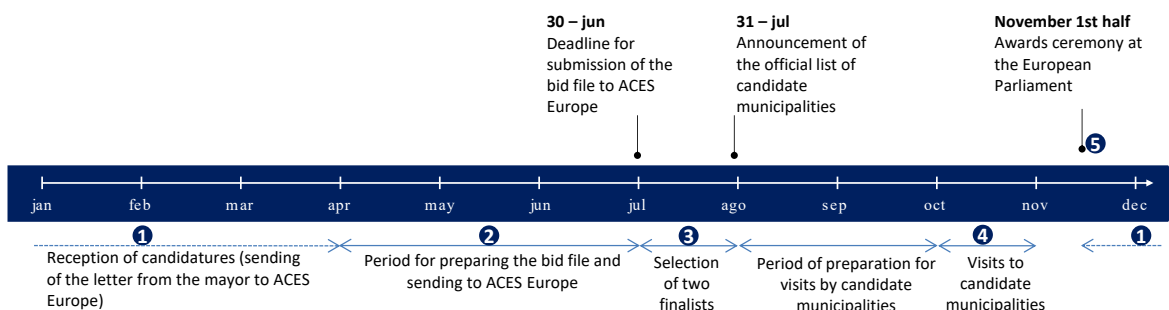 30 – jun
Deadline for
submission of the
bid file to ACES
Europe
31 - jul
Announcement of
the official list of
candidate
municipalities
November 1st half
Awards ceremony at
the European
Parliament
5
jan feb mar apr may jun jul ago sep oct nov dec
1 2 3 4 1
Reception of candidatures (sending
of the letter from the mayor to ACES
Europe)
Period for preparing the bid file and
sending to ACES Europe
Selection
of two
finalists
Period of preparation for
visits by candidate
municipalities
Visits to
candidate
municipalities